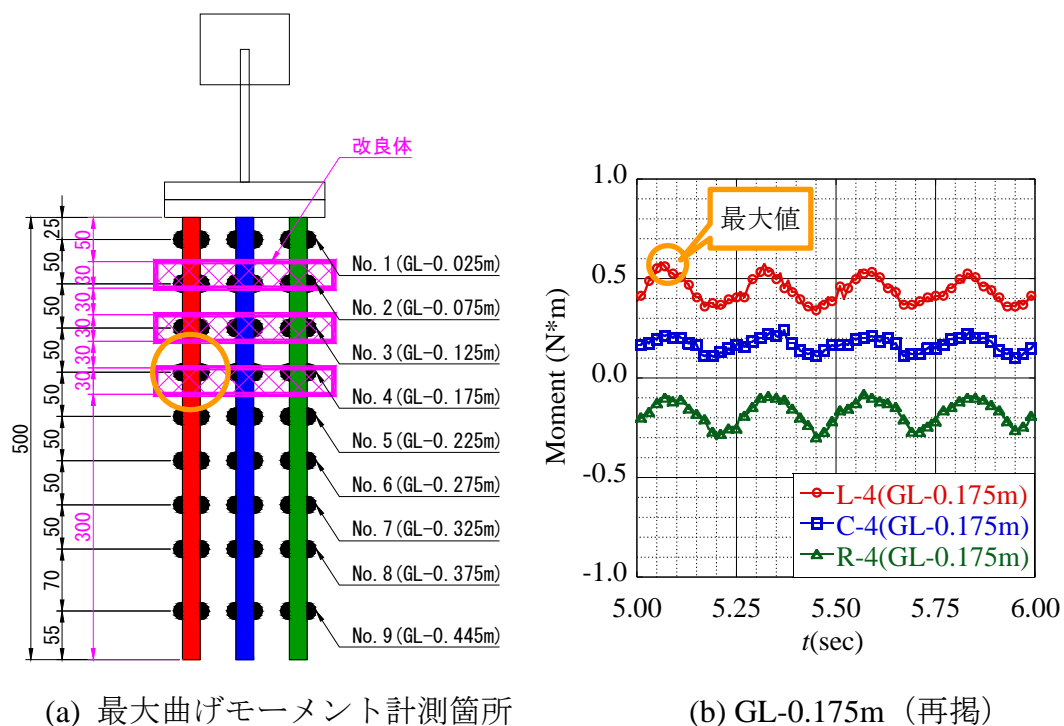 改良体
25
50
50
50
50
50
50
50
70
55
500
50
30
30
30
30
30
300
No.1(GL-0.025m)
No.2(GL-0.075m)
No.3(GL-0.125m)
No.4(GL-0.175m)
No.5(GL-0.225m)
No.6(GL-0.275m)
No.7(GL-0.325m)
No.8(GL-0.375m)
No.9(GL-0.445m)
(a) 最大曲げモーメント計測箇所
最大値
1.0
0.5
0.0
-0.5
-1.0
Moment (N*m)
L-4(GL-0.175m)
C-4(GL-0.175m)
R-4(GL-0.175m)
5.00 5.25 5.50 5.75 6.00
t(sec)
(b) GL-0.175m（再掲）